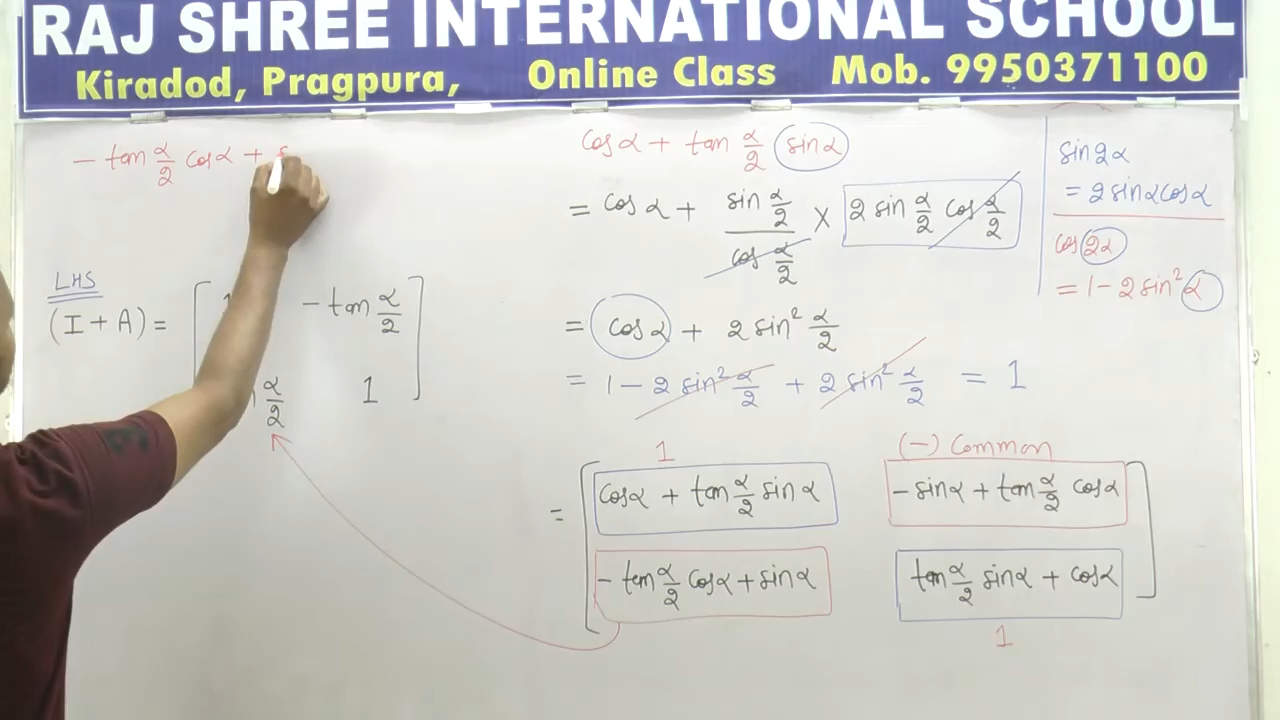 RAJ SHREE INTERNATIONAL SCHOOL
Kiradod, Pragpura, Online Class Mob. 9950371100
- tan α/2 cos α + s
LHS
(I + A) = [ 1 - tan α/2
α/2 1 ]
cos α + tan α/2 sin α
= cos α + sin α/2 / cos α/2 × 2 sin α/2 cos α/2
= cos α + 2 sin² α/2
= 1 - 2 sin² α/2 + 2 sin² α/2 = 1
1 (-) Common
= [ cos α + tan α/2 sin α - sin α + tan α/2 cos α
- tan α/2 cos α + sin α tan α/2 sin α + cos α ]
1
sin 2α
= 2 sin α cos α
cos 2α
= 1 - 2 sin² α